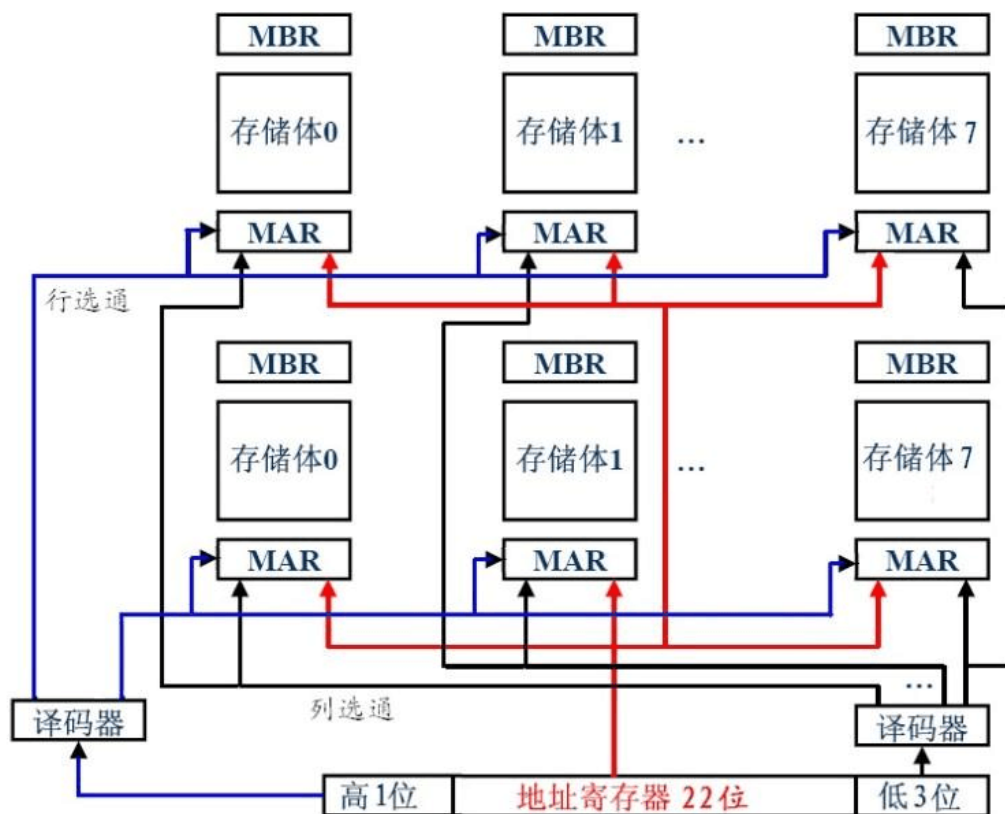 MBR MBR MBR
存储体0 存储体1 ... 存储体 7
MAR MAR MAR
行选通
MBR MBR MBR
存储体0 存储体1 ... 存储体 7
MAR MAR MAR
...
列选通
译码器 译码器
高1位 地址寄存器 22位 低3位